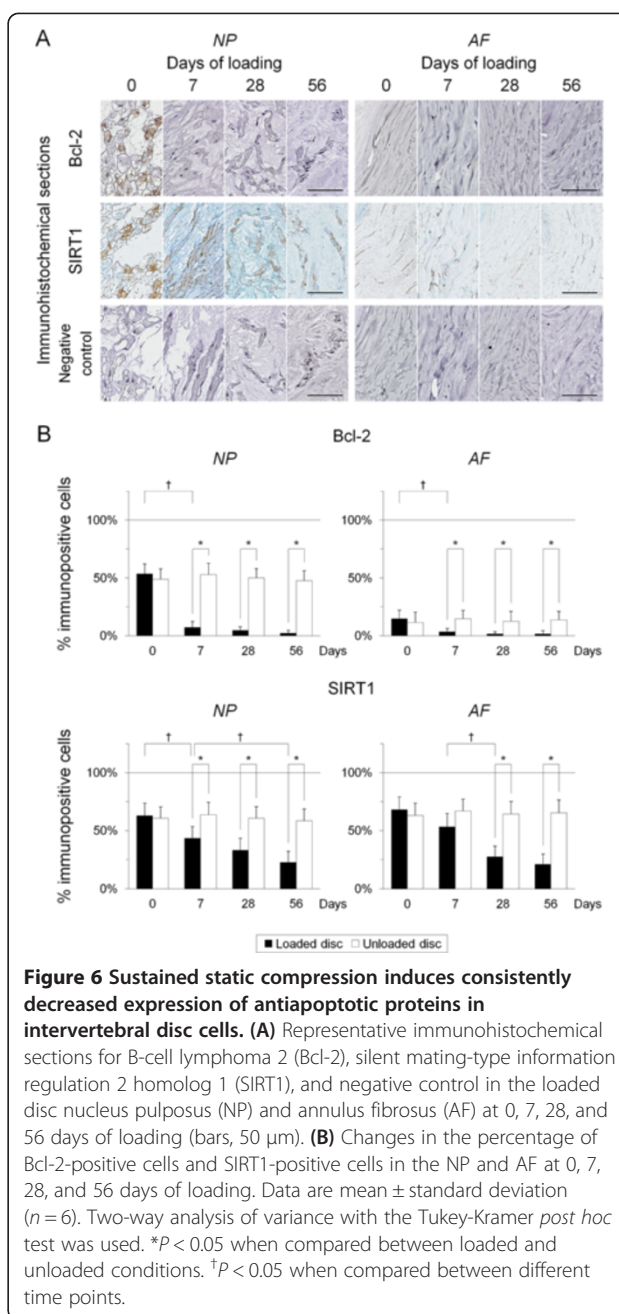 A
NP AF
Days of loading Days of loading
0 7 28 56 0 7 28 56
Immunohistochemical sections
Bcl-2
SIRT1
Negative
control
B
Bcl-2
NP AF
% immunopositive cells
† †
100% 100%
* * * * * *
50% 50%
0% 0%
0 7 28 56 Days 0 7 28 56 Days
SIRT1
NP AF
% immunopositive cells
† † †
* * * * *
100% 100%
50% 50%
0% 0%
0 7 28 56 Days 0 7 28 56 Days
■ Loaded disc □ Unloaded disc
Figure 6 Sustained static compression induces consistently
decreased expression of antiapoptotic proteins in
intervertebral disc cells. (A) Representative immunohistochemical
sections for B-cell lymphoma 2 (Bcl-2), silent mating-type information
regulation 2 homolog 1 (SIRT1), and negative control in the loaded
disc nucleus pulposus (NP) and annulus fibrosus (AF) at 0, 7, 28, and
56 days of loading (bars, 50 μm). (B) Changes in the percentage of
Bcl-2-positive cells and SIRT1-positive cells in the NP and AF at 0, 7,
28, and 56 days of loading. Data are mean ± standard deviation
(n = 6). Two-way analysis of variance with the Tukey-Kramer post hoc
test was used. *P < 0.05 when compared between loaded and
unloaded conditions. †P < 0.05 when compared between different
time points.